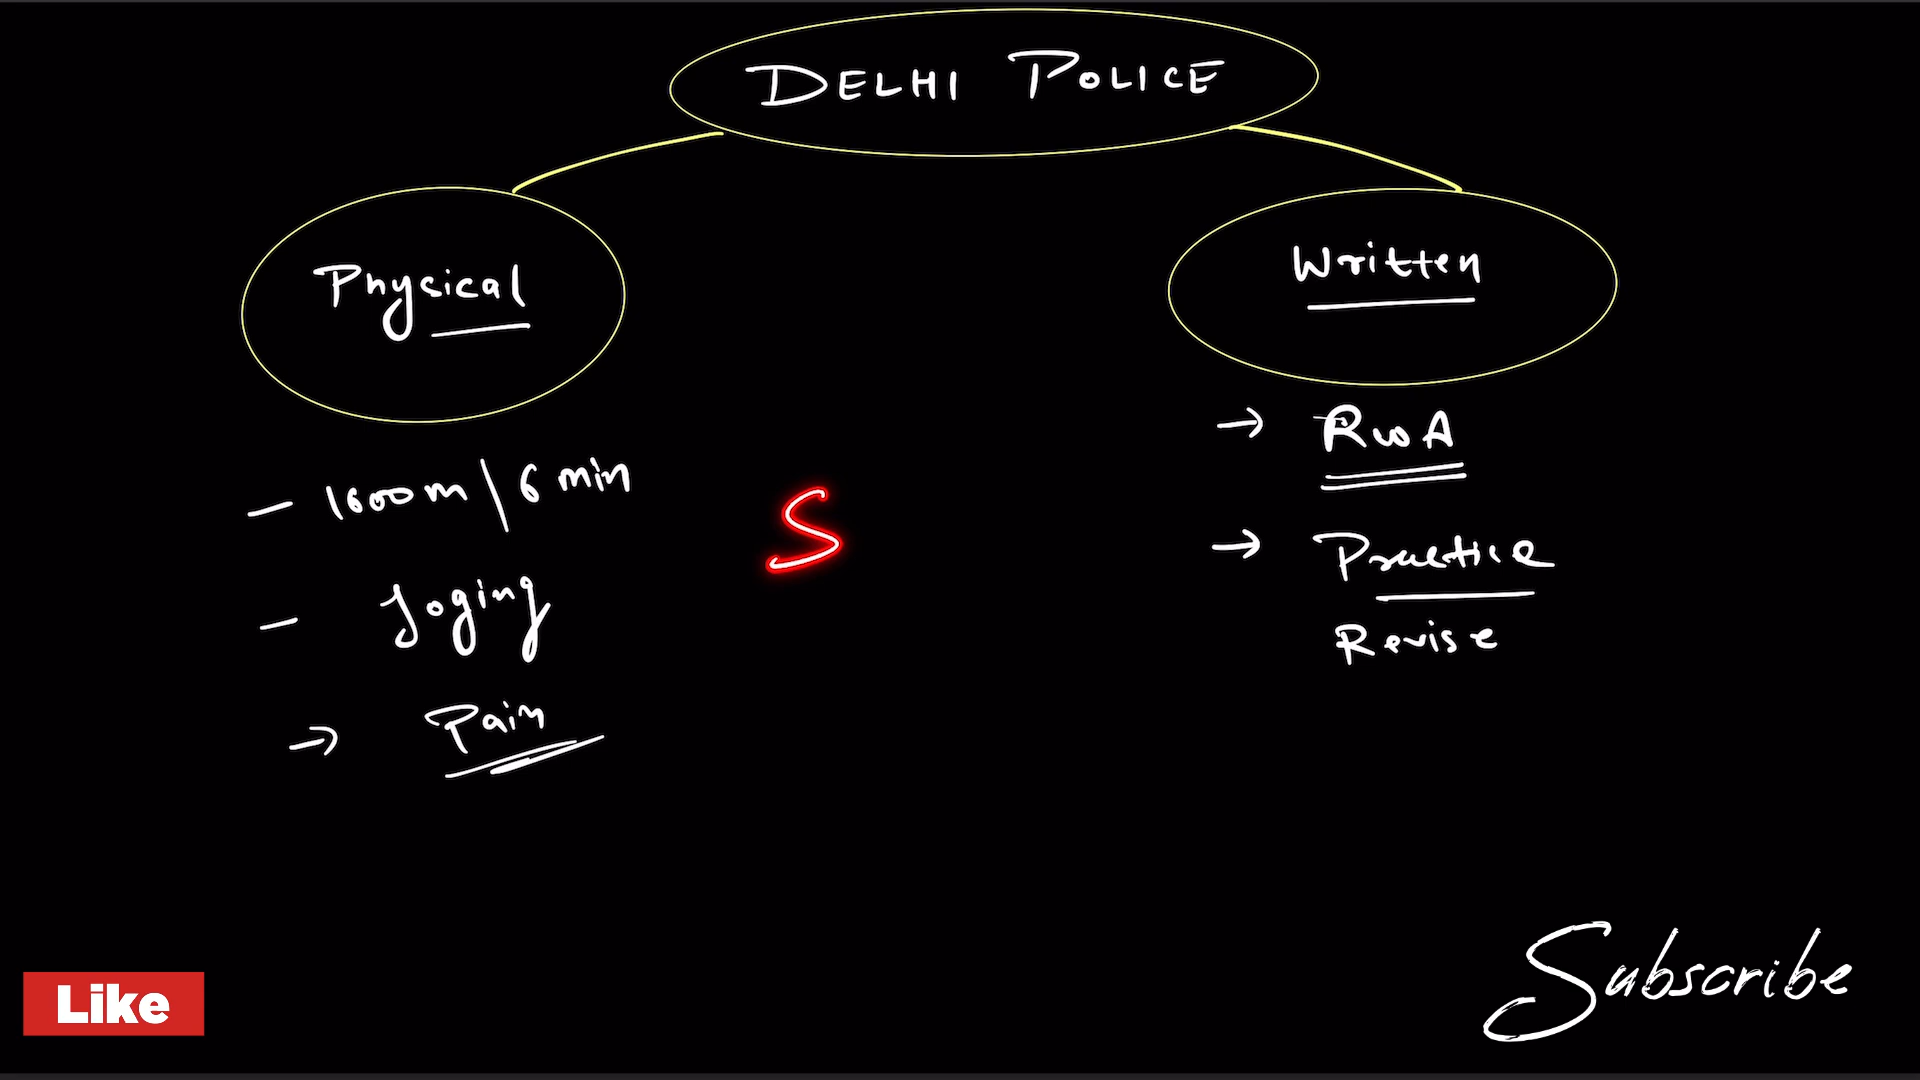 DELHI POLICE
Physical
- 1600m / 6 min
- Joging
→ Pain
S
Written
→ RwA
→ Practice
Revise
Like
Subscribe